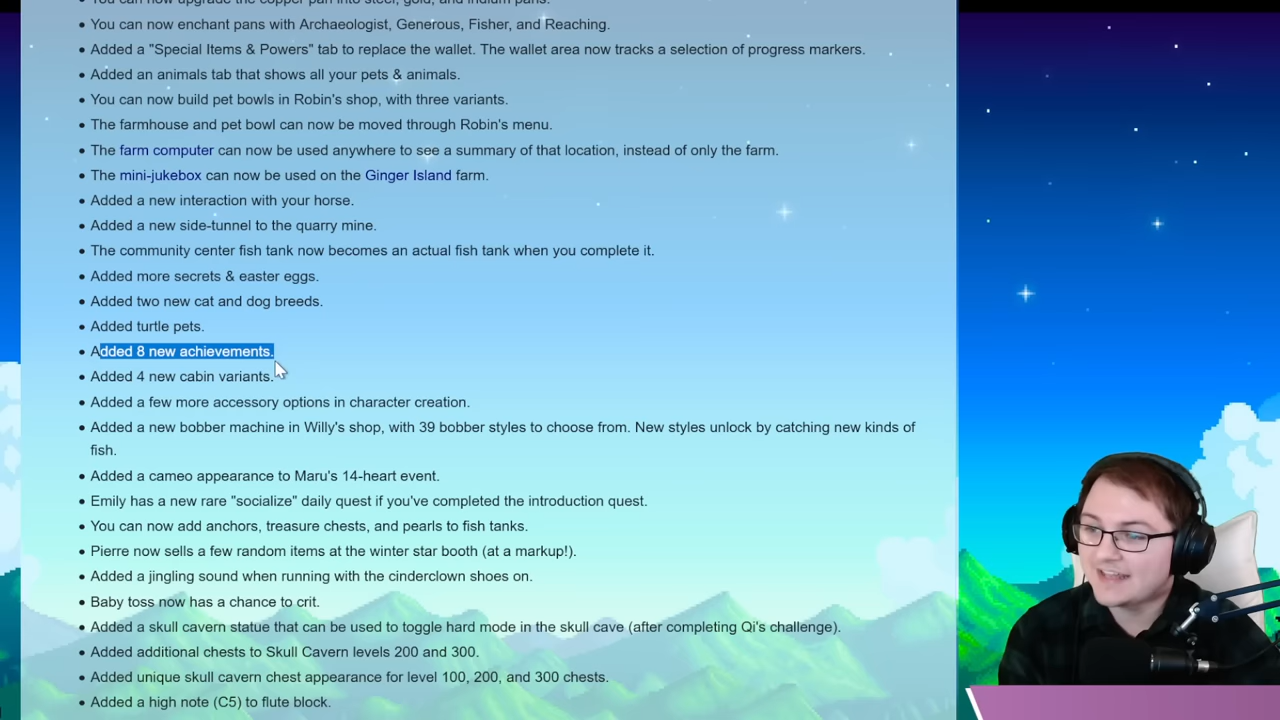 You can now upgrade the copper pan into steel, gold, and iridium pans.
You can now enchant pans with Archaeologist, Generous, Fisher, and Reaching.
Added a "Special Items & Powers" tab to replace the wallet. The wallet area now tracks a selection of progress markers.
Added an animals tab that shows all your pets & animals.
You can now build pet bowls in Robin's shop, with three variants.
The farmhouse and pet bowl can now be moved through Robin's menu.
The farm computer can now be used anywhere to see a summary of that location, instead of only the farm.
The mini-jukebox can now be used on the Ginger Island farm.
Added a new interaction with your horse.
Added a new side-tunnel to the quarry mine.
The community center fish tank now becomes an actual fish tank when you complete it.
Added more secrets & easter eggs.
Added two new cat and dog breeds.
Added turtle pets.
Added 8 new achievements.
Added 4 new cabin variants.
Added a few more accessory options in character creation.
Added a new bobber machine in Willy's shop, with 39 bobber styles to choose from. New styles unlock by catching new kinds of
fish.
Added a cameo appearance to Maru's 14-heart event.
Emily has a new rare "socialize" daily quest if you've completed the introduction quest.
You can now add anchors, treasure chests, and pearls to fish tanks.
Pierre now sells a few random items at the winter star booth (at a markup!).
Added a jingling sound when running with the cinderclown shoes on.
Baby toss now has a chance to crit.
Added a skull cavern statue that can be used to toggle hard mode in the skull cave (after completing Qi's challenge).
Added additional chests to Skull Cavern levels 200 and 300.
Added unique skull cavern chest appearance for level 100, 200, and 300 chests.
Added a high note (C5) to flute block.